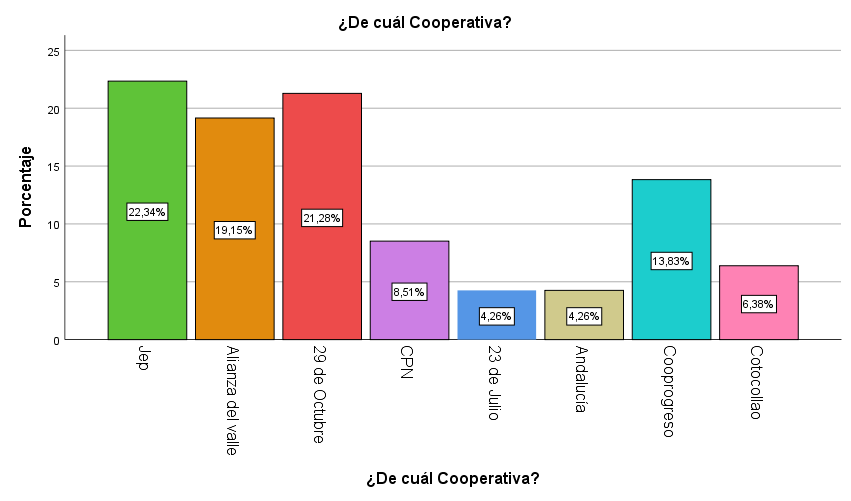 ¿De cuál Cooperativa?
Porcentaje
25
20
15
10
5
0
22,34%
19,15%
21,28%
8,51%
4,26%
4,26%
13,83%
6,38%
Jep
Alianza del valle
29 de Octubre
CPN
23 de Julio
Andalucía
Cooprogreso
Cotocollao
¿De cuál Cooperativa?